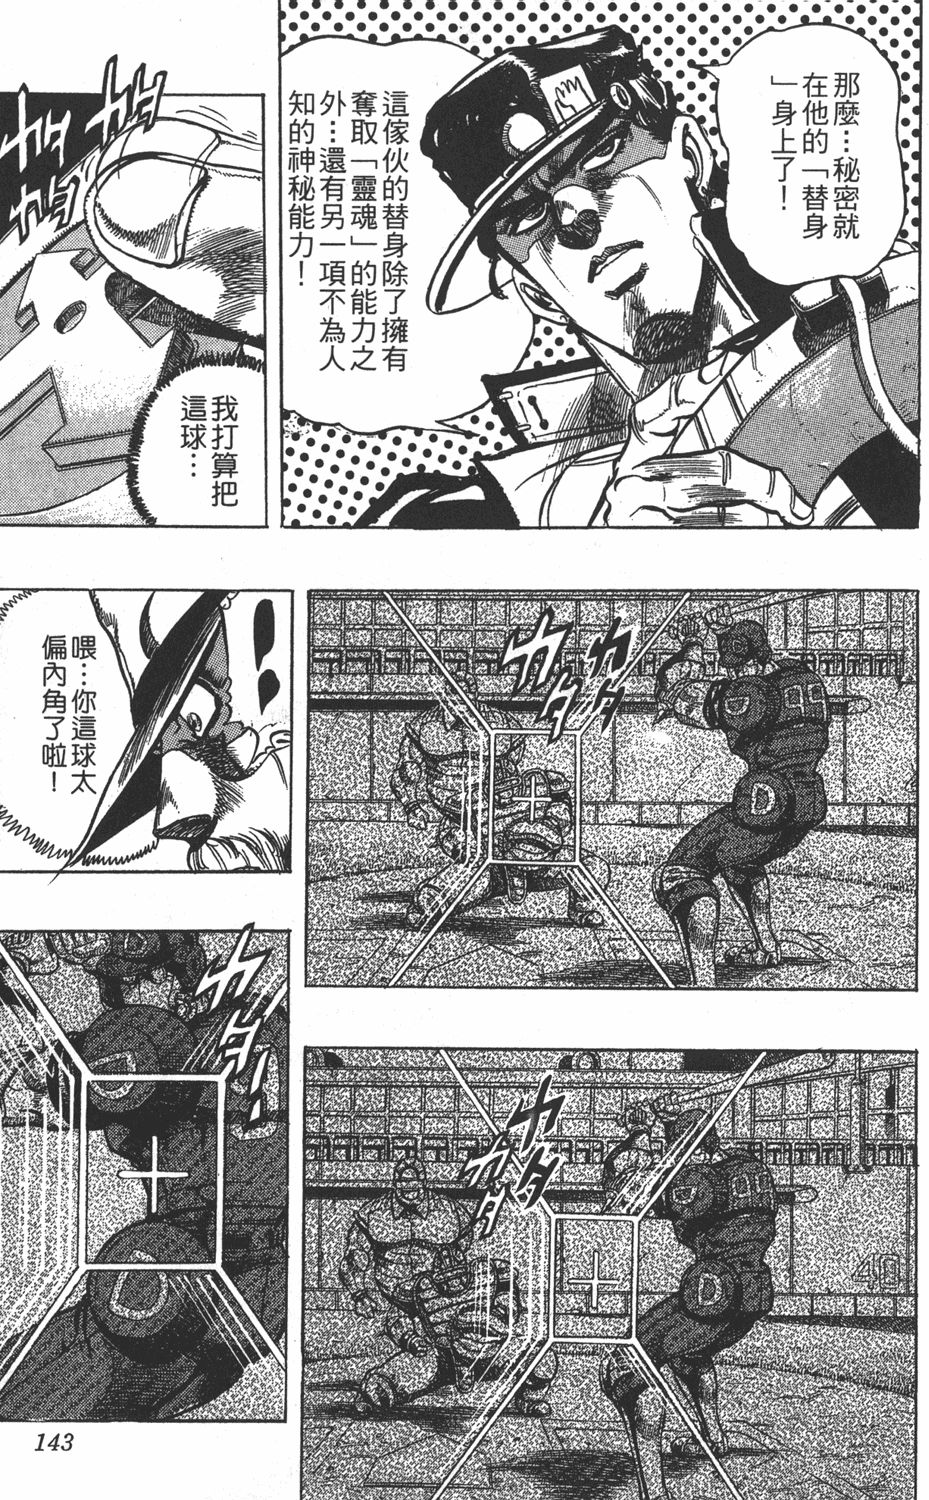 那麼…秘密就
在他的「替身
」身上了！
這傢伙的替身除了擁有
奪取「靈魂」的能力之
外…還有另一項不為人
知的神秘能力！
カタ
カタ
カタ
我打算把
這球…
カタ
カタ
D
D
喂…你這球太
偏內角了啦！
カタ
カタ
D
D
40
カタ
カタ！
D
D
143